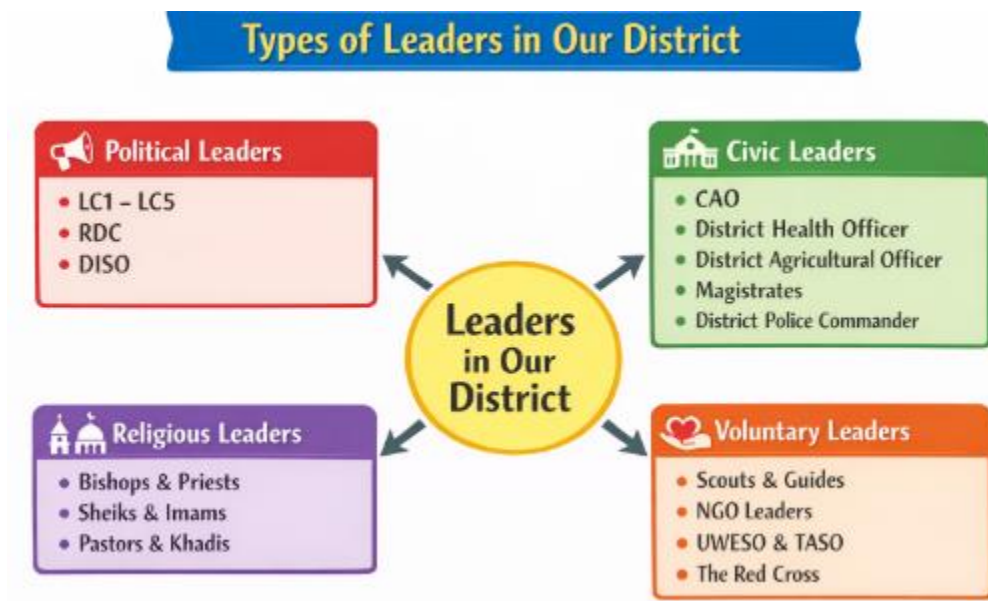 Types of Leaders in Our District
Political Leaders
• LC1 – LC5
• RDC
• DISO
Civic Leaders
• CAO
• District Health Officer
• District Agricultural Officer
• Magistrates
• District Police Commander
Leaders
in Our
District
Religious Leaders
• Bishops & Priests
• Sheiks & Imams
• Pastors & Khadis
Voluntary Leaders
• Scouts & Guides
• NGO Leaders
• UWESO & TASO
• The Red Cross